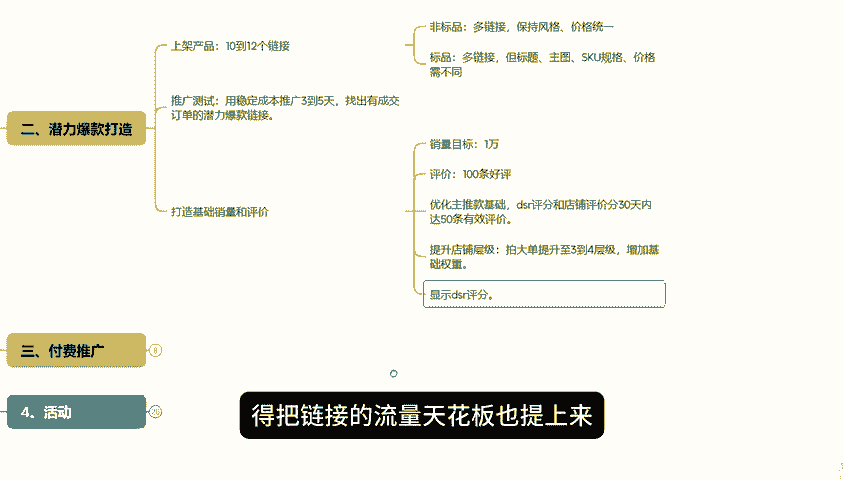 非标品：多链接，保持风格、价格统一
上架产品：10到12个链接
标品：多链接，但标题、主图、SKU规格、价格
需不同
推广测试：用稳定成本推广3到5天，找出有成交
订单的潜力爆款链接。
二、潜力爆款打造
销量目标：1万
评价：100条好评
打造基础销量和评价
优化主推款基础，dsr评分和店铺评价分30天内
达50条有效评价。
提升店铺层级：拍大单提升至3到4层级，增加基
础权重。
显示dsr评分。
三、付费推广
4、活动
得把链接的流量天花板也提上来